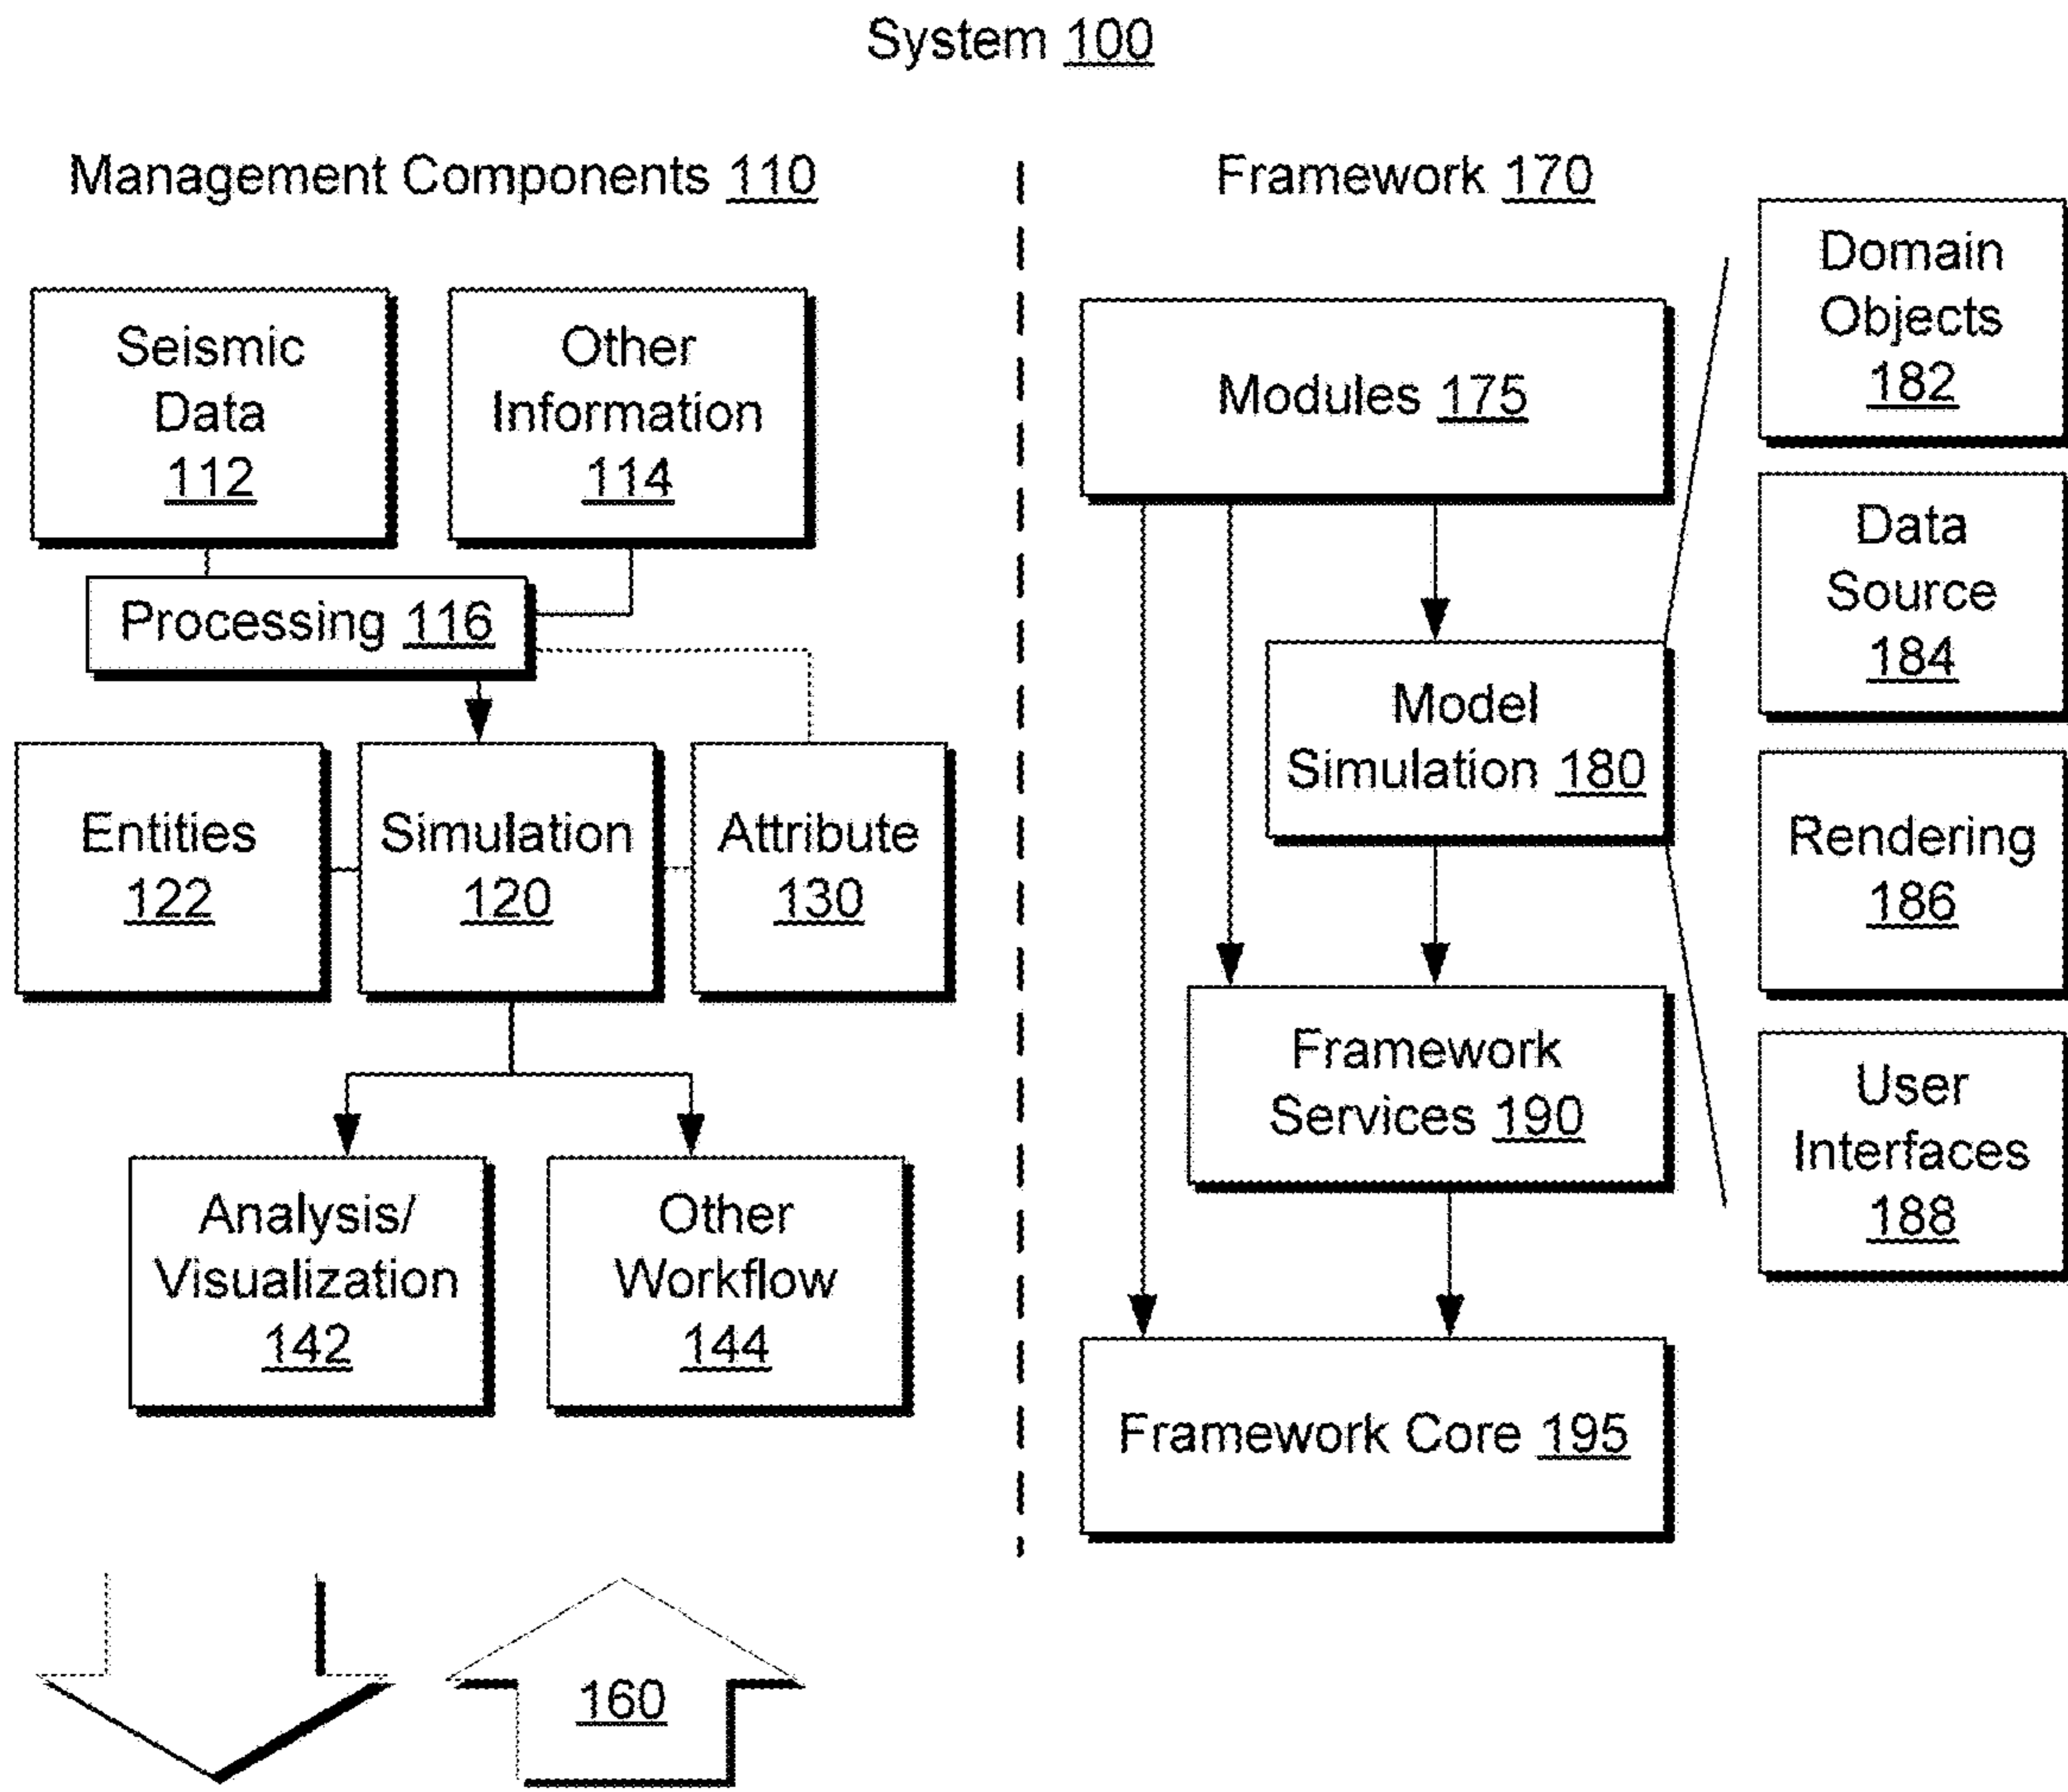 System 100
Management Components 110
Seismic
Data
112
Other
Information
114
Processing 116
Entities
122
Simulation
120
Attribute
130
Analysis/
Visualization
142
Other
Workflow
144
160
Framework 170
Modules 175
Model
Simulation 180
Framework
Services 190
Framework Core 195
Domain
Objects
182
Data
Source
184
Rendering
186
User
Interfaces
188